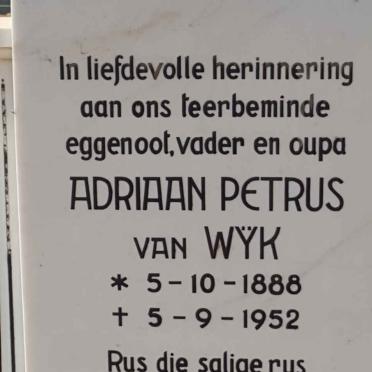 In liefdevolle herinnering
aan ons teerbeminde
eggenoot, vader en oupa
ADRIAAN PETRUS
VAN WŸK
* 5-10-1888
† 5-9-1952
Rus die salige rus